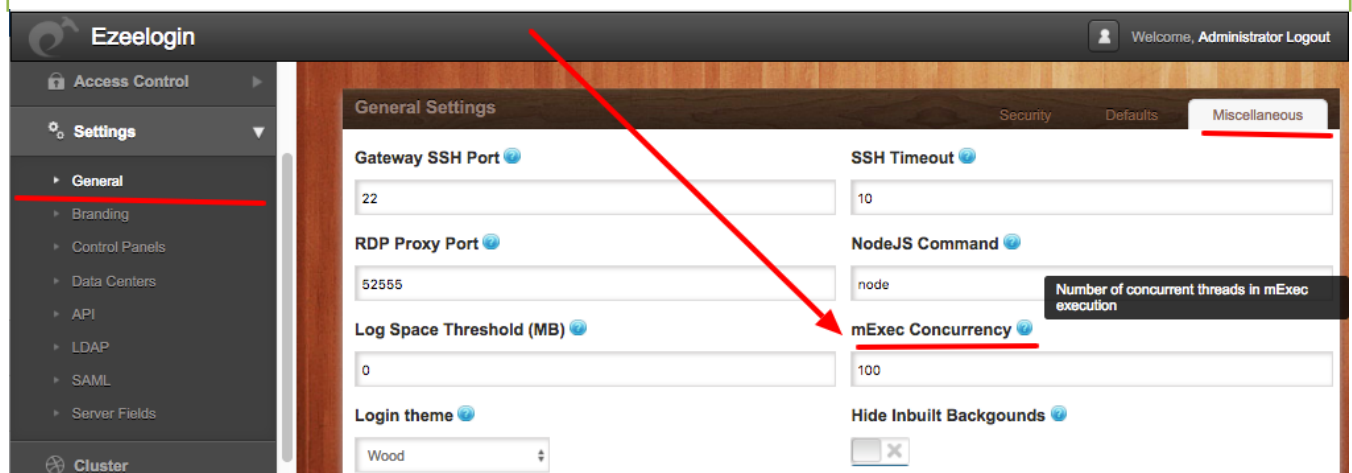 Ezeelogin
Welcome, Administrator Logout
Access Control
Settings
General
Branding
Control Panels
Data Centers
API
LDAP
SAML
Server Fields
Cluster
General Settings
Security
Defaults
Miscellaneous
Gateway SSH Port
SSH Timeout
22
10
RDP Proxy Port
NodeJS Command
52555
node
Number of concurrent threads in mExec
execution
Log Space Threshold (MB)
mExec Concurrency
0
100
Login theme
Hide Inbuilt Backgounds
Wood